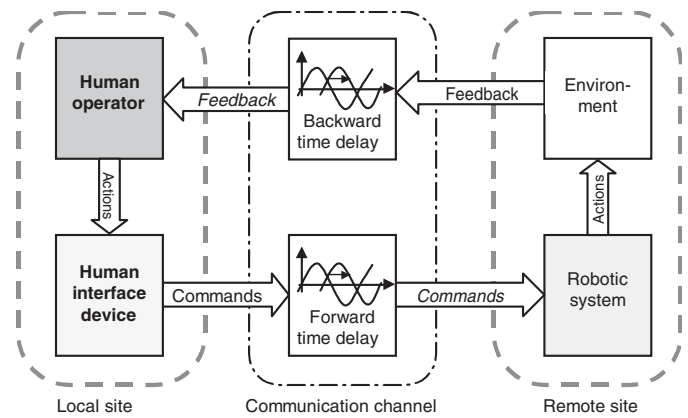 Human
operator
Feedback
Backward
time delay
Feedback
Environ-
ment
Actions
Actions
Human
interface
device
Commands
Forward
time delay
Commands
Robotic
system
Local site
Communication channel
Remote site